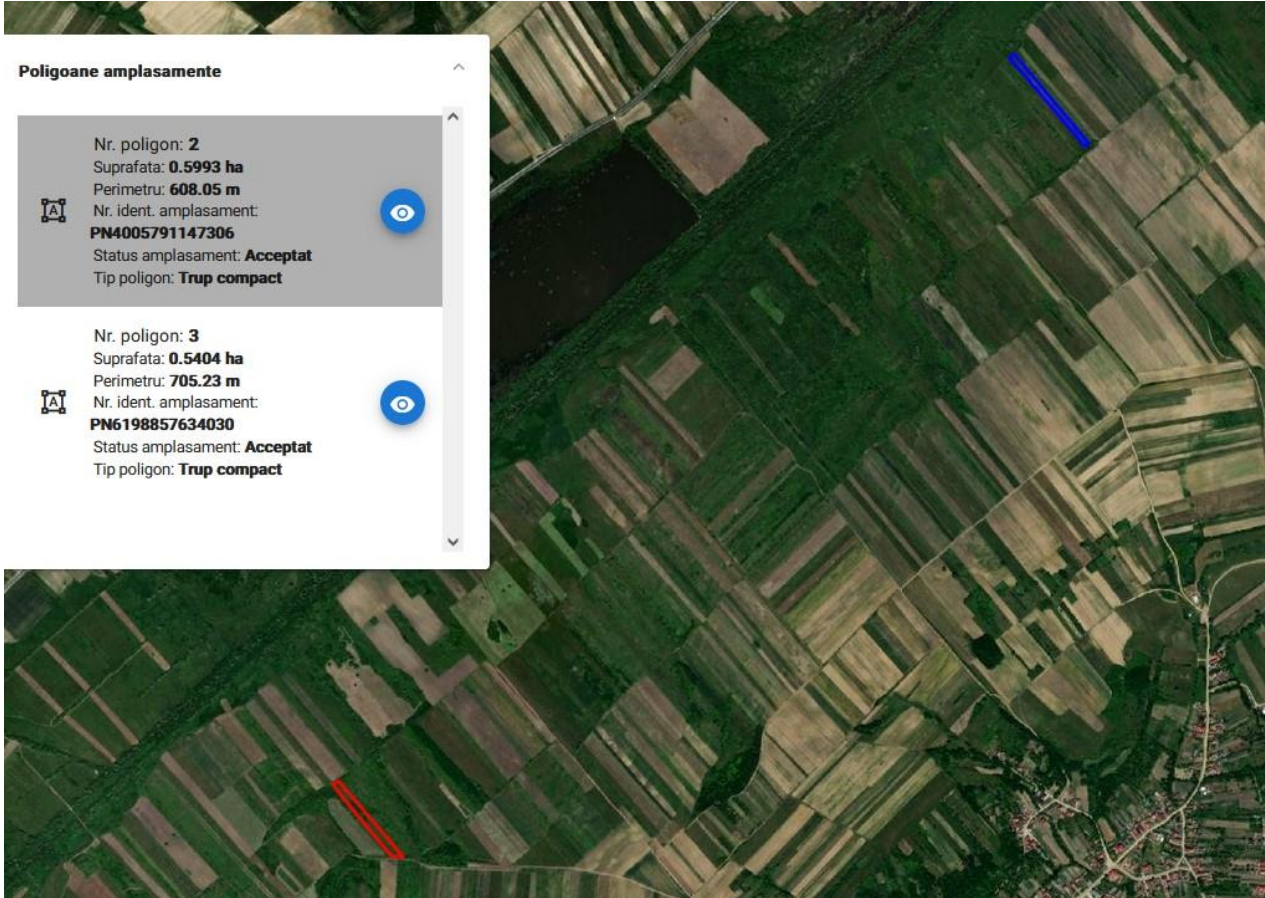 Poligoane amplasamente
Nr. poligon: 2
Suprafata: 0.5993 ha
Perimetru: 608.05 m
Nr. ident. amplasament:
PN4005791147306
Status amplasament: Acceptat
Tip poligon: Trup compact
Nr. poligon: 3
Suprafata: 0.5404 ha
Perimetru: 705.23 m
Nr. ident. amplasament:
PN6198857634030
Status amplasament: Acceptat
Tip poligon: Trup compact